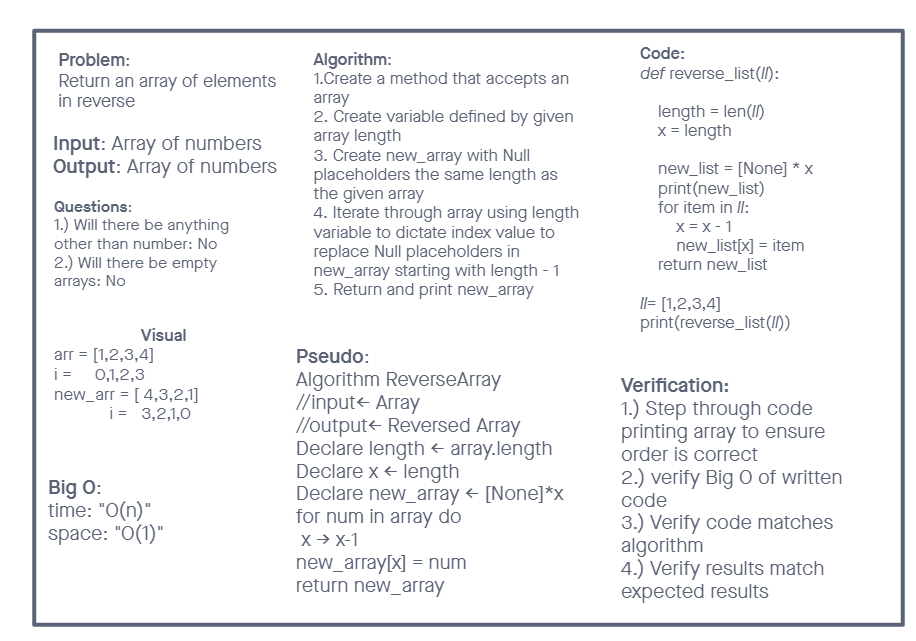 Problem:
Return an array of elements
in reverse
Input: Array of numbers
Output: Array of numbers
Questions:
1.) Will there be anything
other than number: No
2.) Will there be empty
arrays: No
Visual
arr = [1,2,3,4]
i = 0,1,2,3
new_arr = [ 4,3,2,1]
i = 3,2,1,0
Big O:
time: "O(n)"
space: "O(1)"
Algorithm:
1.Create a method that accepts an
array
2. Create variable defined by given
array length
3. Create new_array with Null
placeholders the same length as
the given array
4. Iterate through array using length
variable to dictate index value to
replace Null placeholders in
new_array starting with length - 1
5. Return and print new_array
Pseudo:
Algorithm ReverseArray
//input← Array
//output← Reversed Array
Declare length ← array.length
Declare x ← length
Declare new_array ← [None]*x
for num in array do
x → x-1
new_array[x] = num
return new_array
Code:
def reverse_list(ll):
length = len(ll)
x = length
new_list = [None] * x
print(new_list)
for item in ll:
x = x - 1
new_list[x] = item
return new_list
ll= [1,2,3,4]
print(reverse_list(ll))
Verification:
1.) Step through code
printing array to ensure
order is correct
2.) verify Big O of written
code
3.) Verify code matches
algorithm
4.) Verify results match
expected results